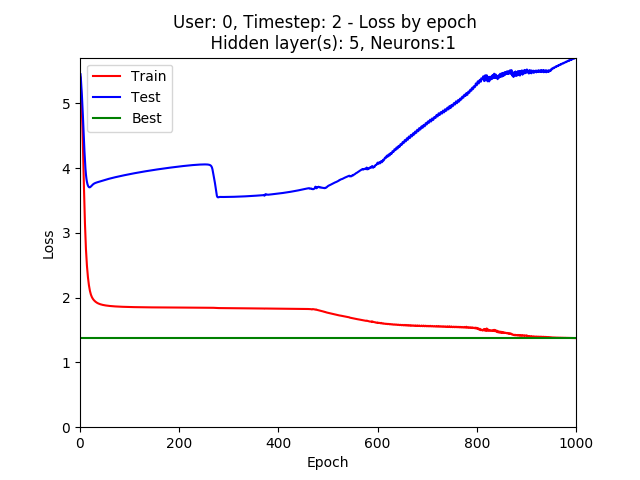 User: 0, Timestep: 2 - Loss by epoch
Hidden layer(s): 5, Neurons:1
Train
Test
Best
5
4
3
2
1
0
Loss
0 200 400 600 800 1000
Epoch